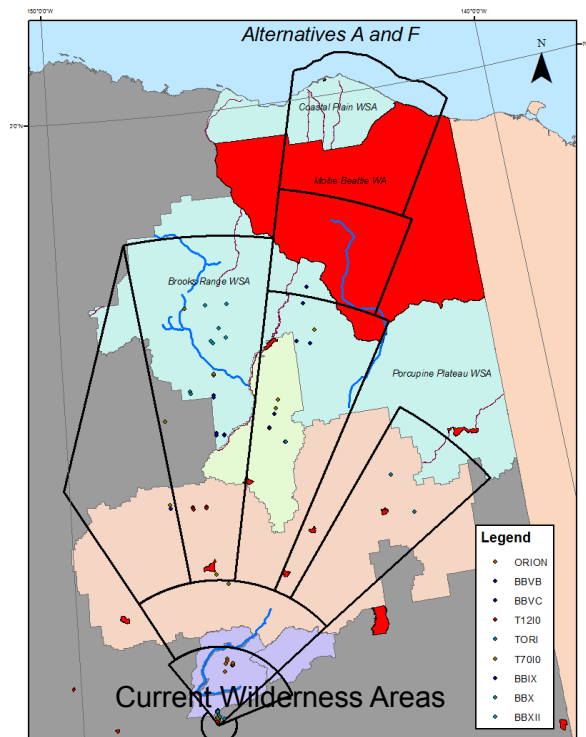 150°0'0"W
140°0'0"W
Alternatives A and F
N
Coastal Plain WSA
Mollie Beattie WA
Brooks Range WSA
Porcupine Plateau WSA
Legend
ORION
BBVB
BBVC
T12I0
TORI
T70I0
BBIX
BBX
BBXII
Current Wilderness Areas